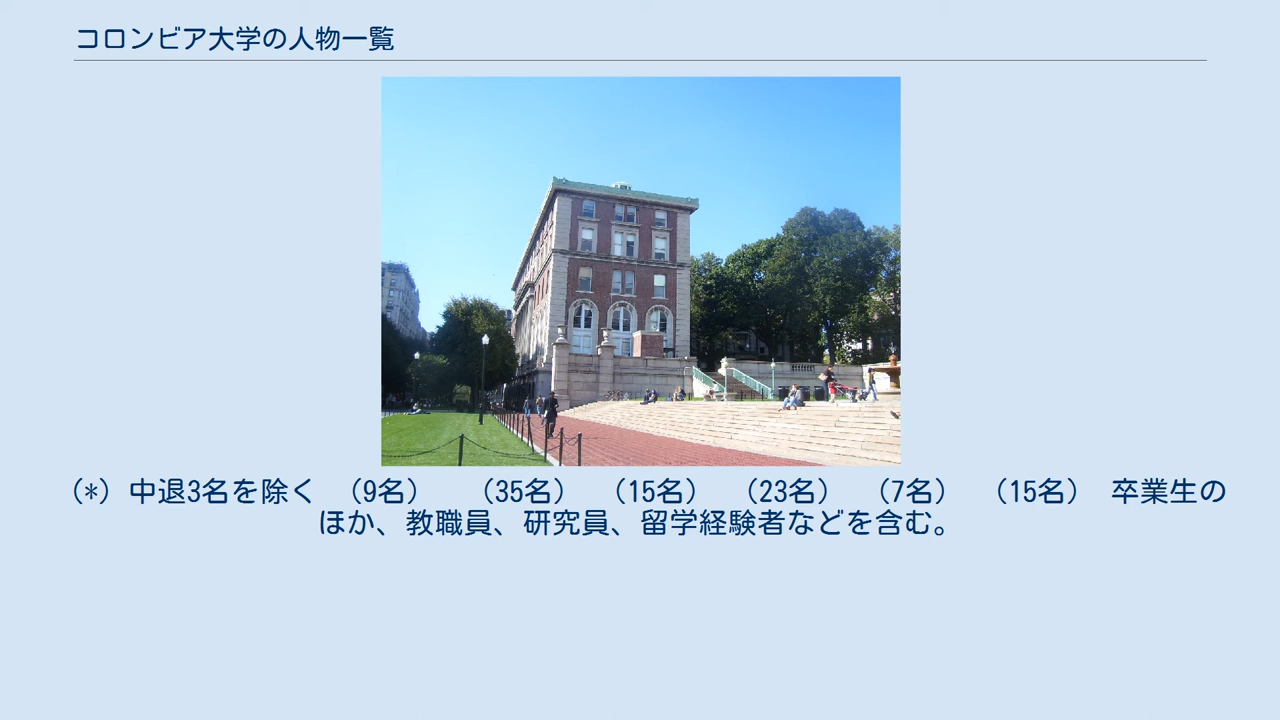 コロンビア大学の人物一覧
（*）中退3名を除く　（9名）　（35名）　（15名）　（23名）　（7名）　（15名）　卒業生の
ほか、教職員、研究員、留学経験者などを含む。